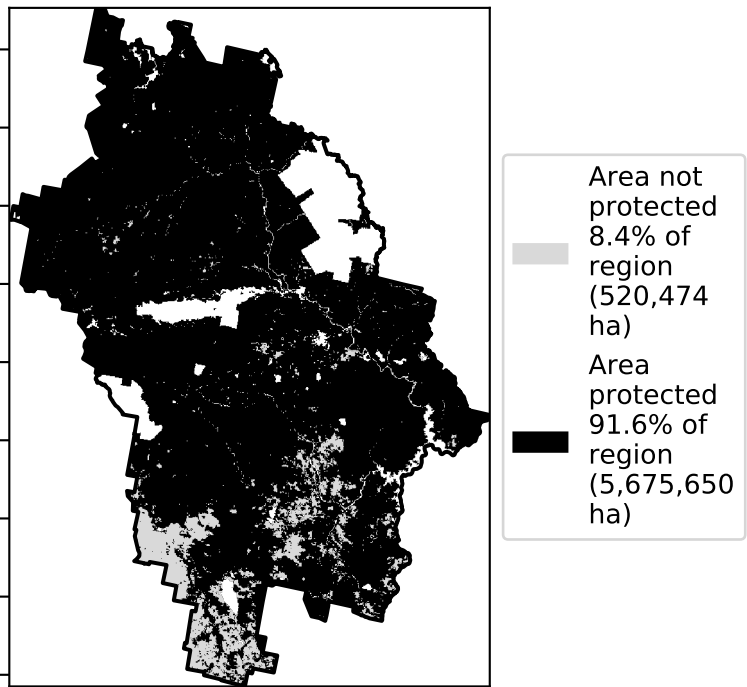 Area not
protected
8.4% of
region
(520,474
ha)
Area
protected
91.6% of
region
(5,675,650
ha)